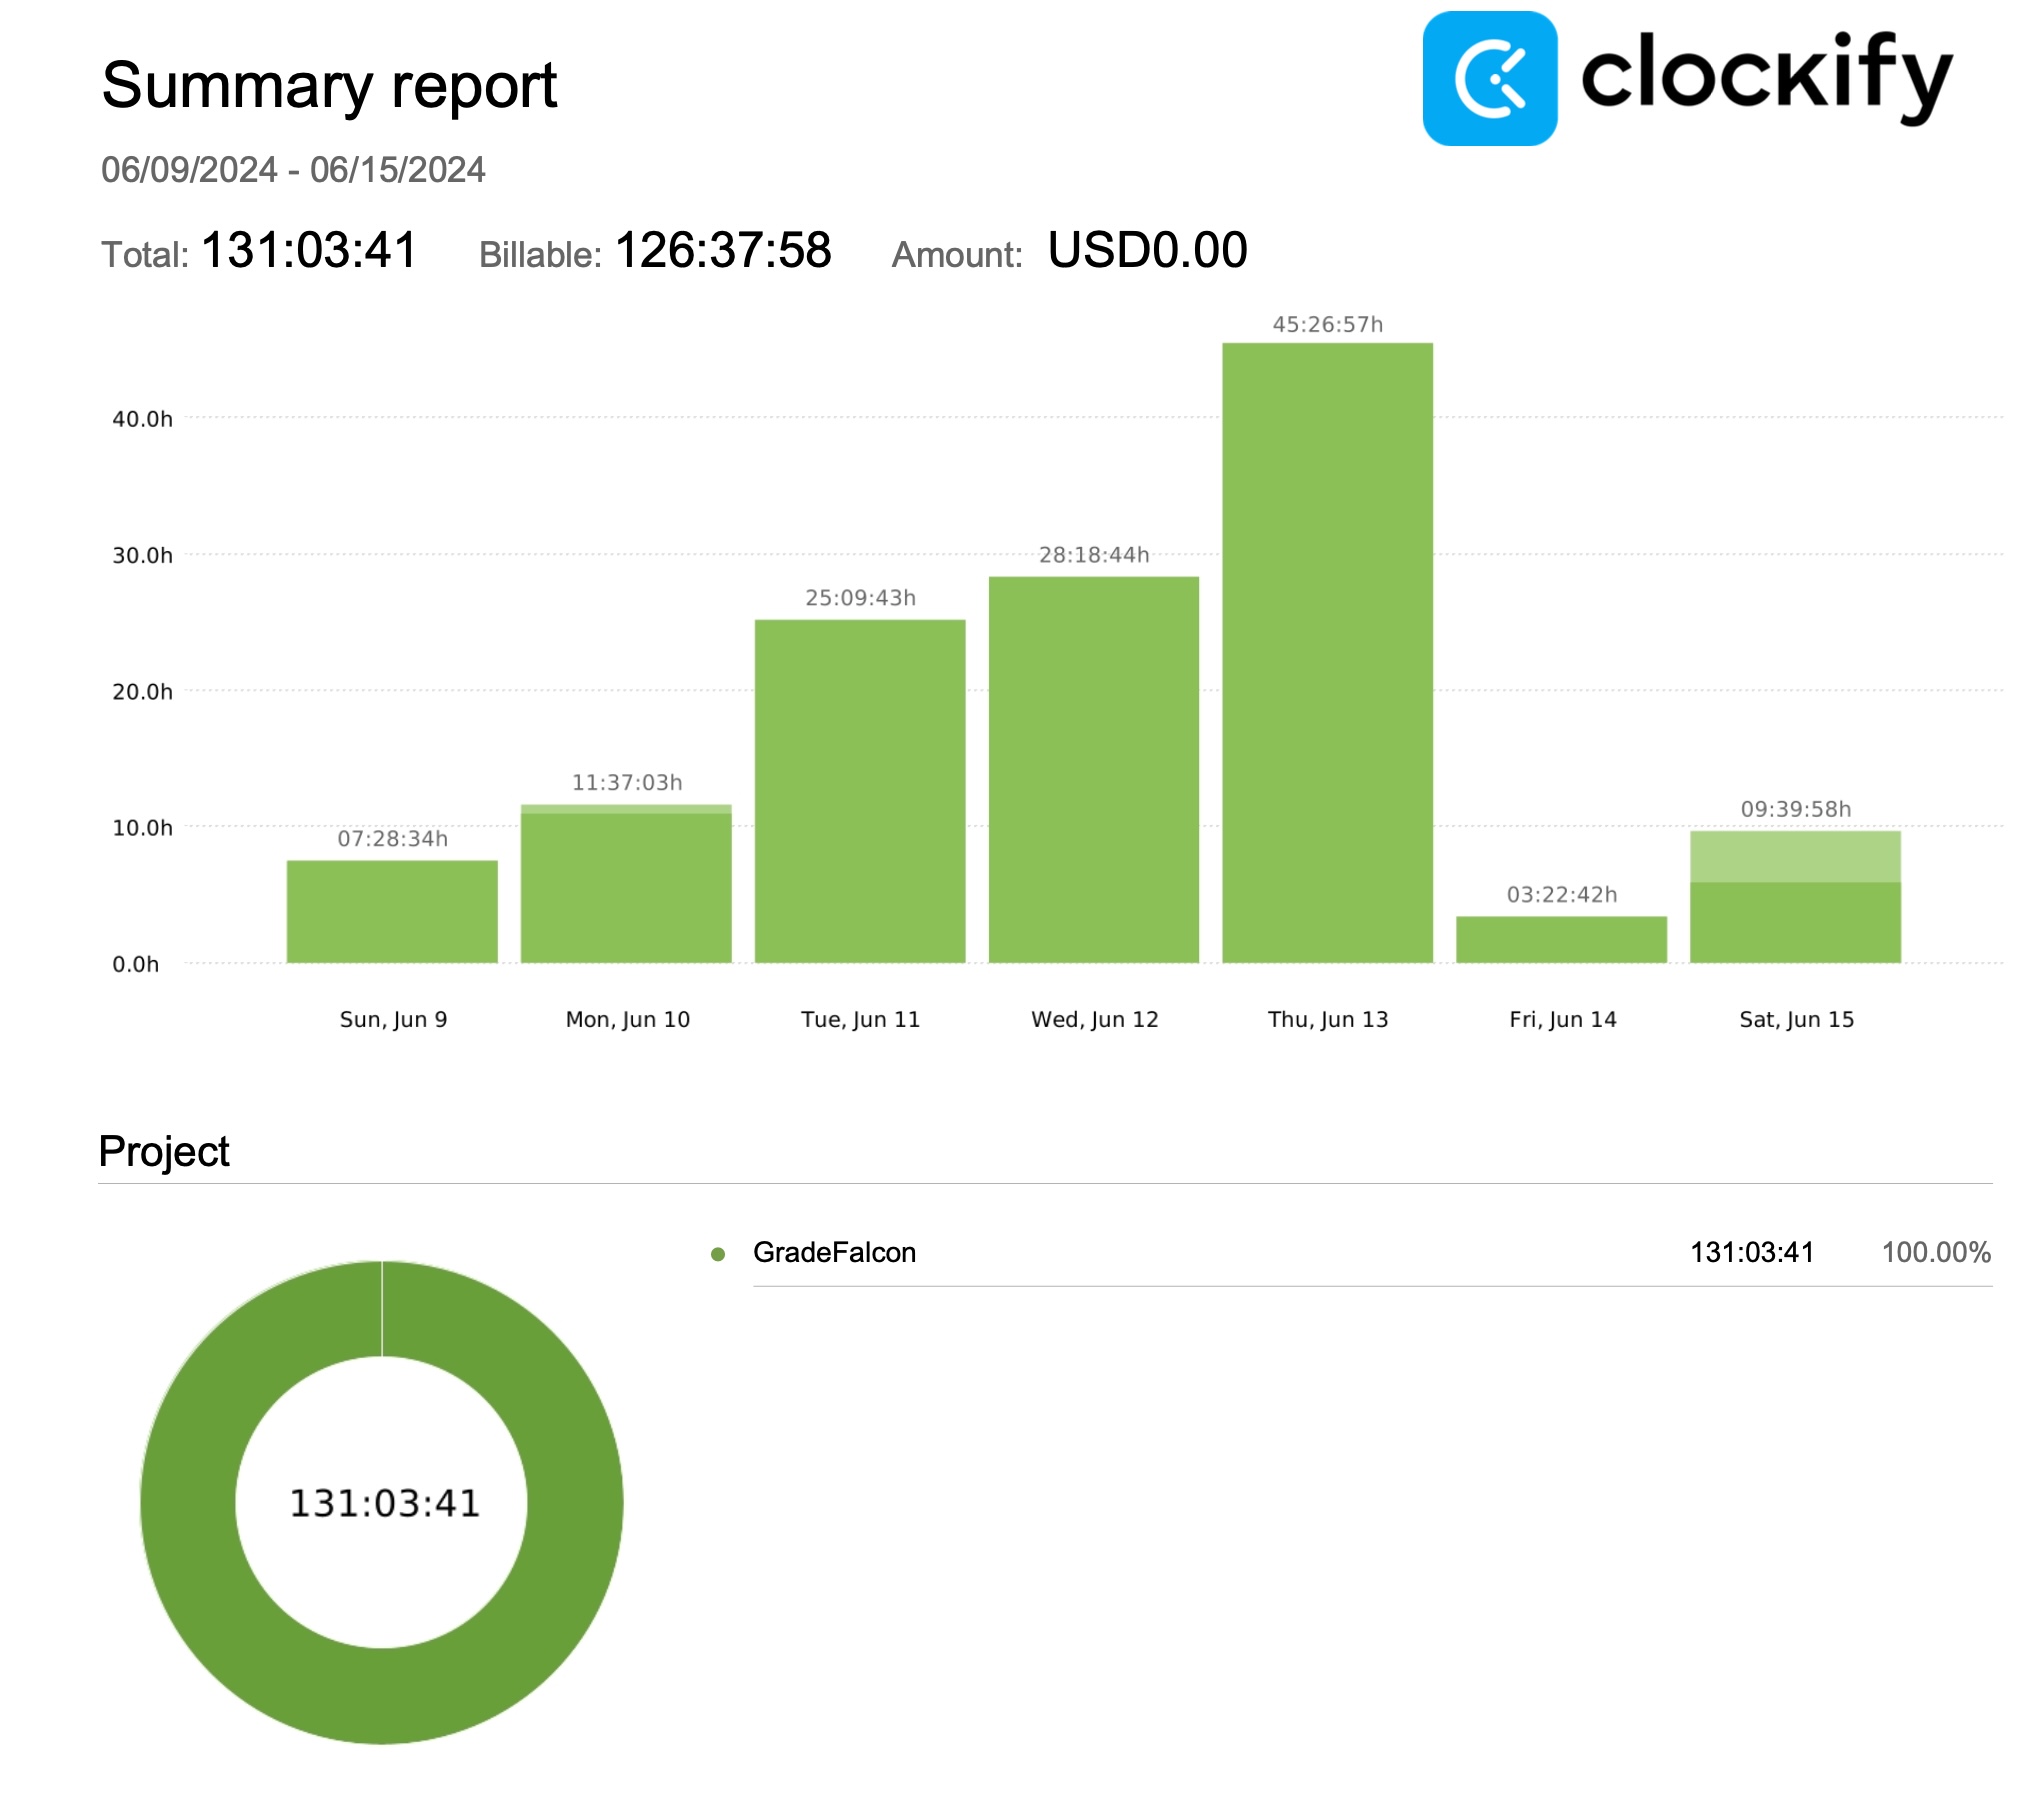 Summary report
clockify
06/09/2024 - 06/15/2024
Total: 131:03:41 Billable: 126:37:58 Amount: USD0.00
45:26:57h
40.0h
30.0h
28:18:44h
25:09:43h
20.0h
11:37:03h
10.0h
09:39:58h
07:28:34h
03:22:42h
0.0h
Sun, Jun 9 Mon, Jun 10 Tue, Jun 11 Wed, Jun 12 Thu, Jun 13 Fri, Jun 14 Sat, Jun 15
Project
GradeFalcon 131:03:41 100.00%
131:03:41